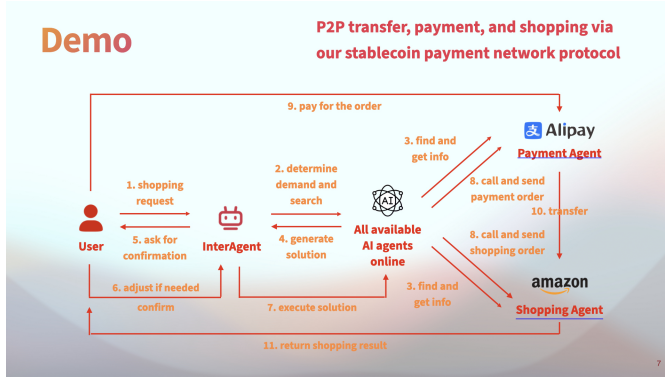 Demo
P2P transfer, payment, and shopping via
our stablecoin payment network protocol
9. pay for the order
支 Alipay
Payment Agent
3. find and
get info
2. determine
demand and
search
1. shopping
request
8. call and send
payment order
10. transfer
AI
User
InterAgent
All available
AI agents
online
5. ask for
confirmation
4. generate
solution
8. call and send
shopping order
amazon
Shopping Agent
6. adjust if needed
confirm
7. execute solution
3. find and
get info
11. return shopping result
7